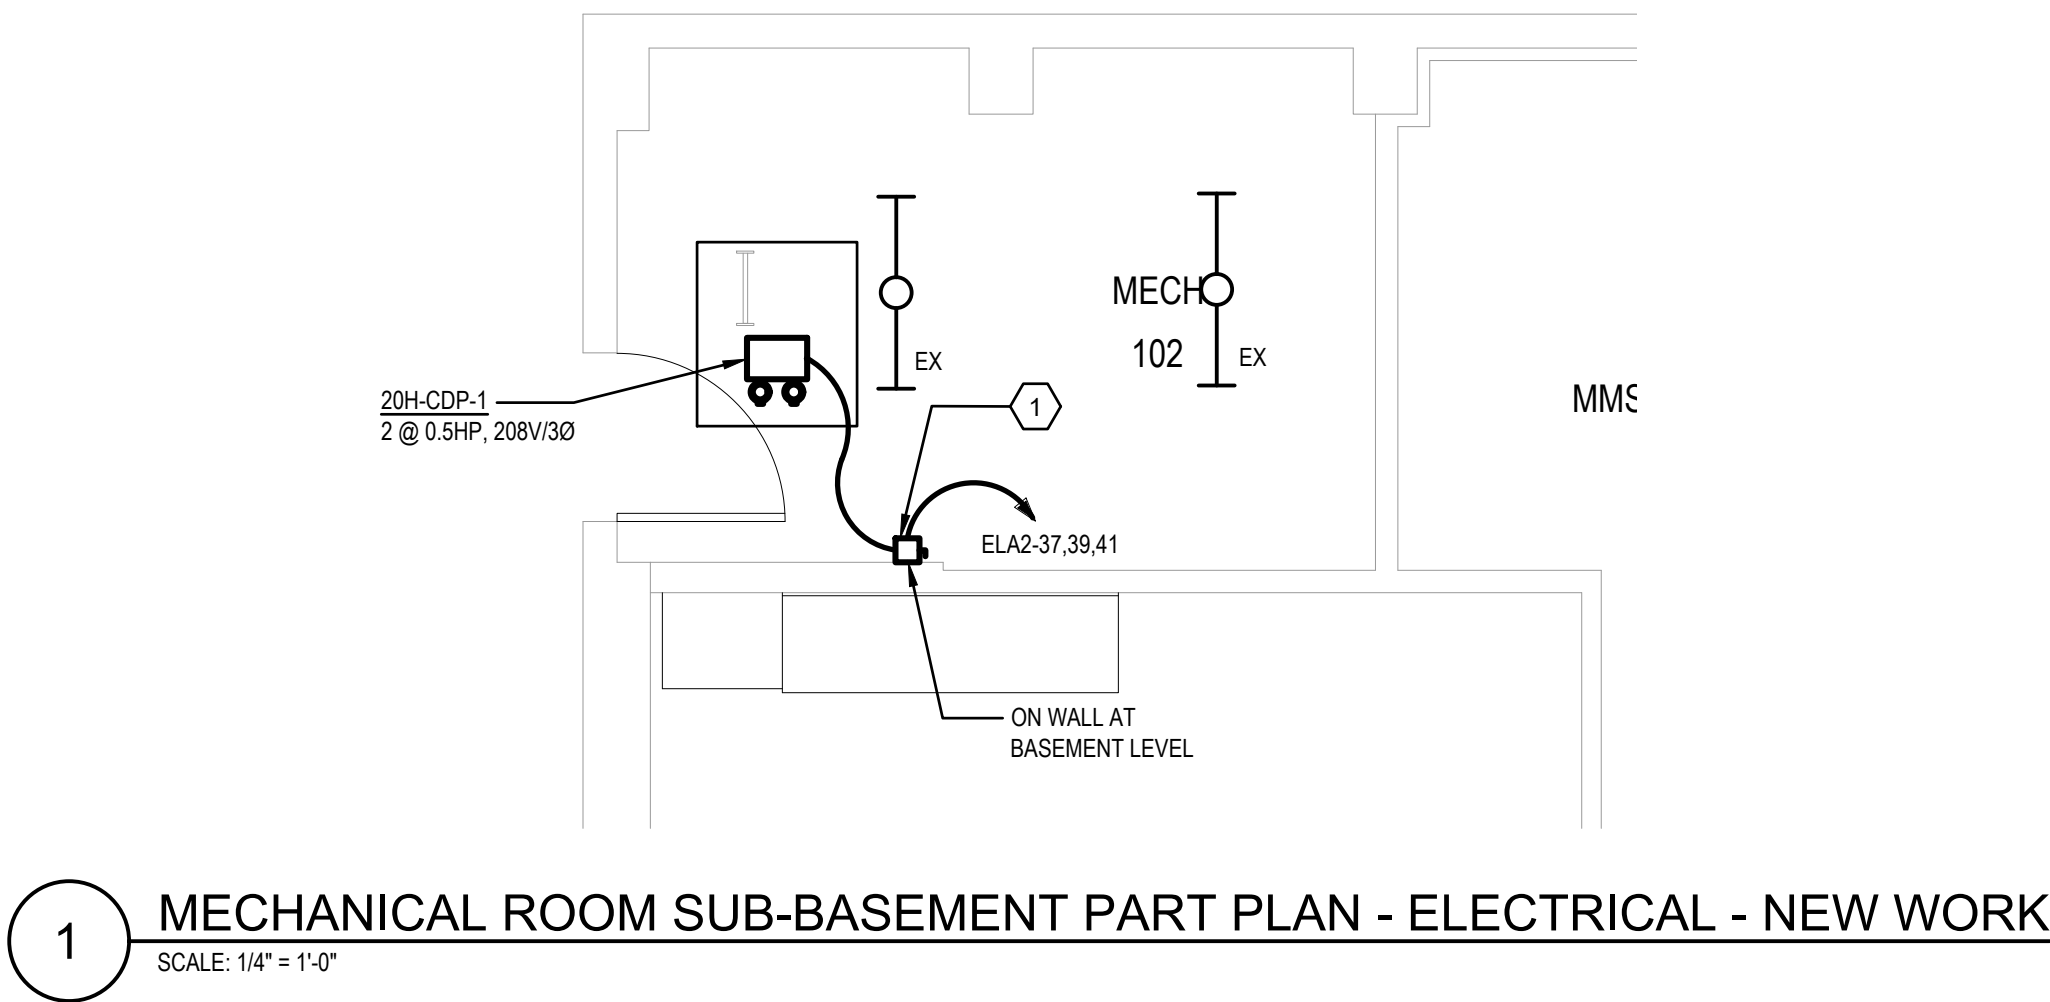 MECH
102
EX
EX
MMS
20H-CDP-1
2 @ 0.5HP, 208V/3Ø
1
ELA2-37,39,41
ON WALL AT
BASEMENT LEVEL
1
MECHANICAL ROOM SUB-BASEMENT PART PLAN - ELECTRICAL - NEW WORK
SCALE: 1/4" = 1'-0"